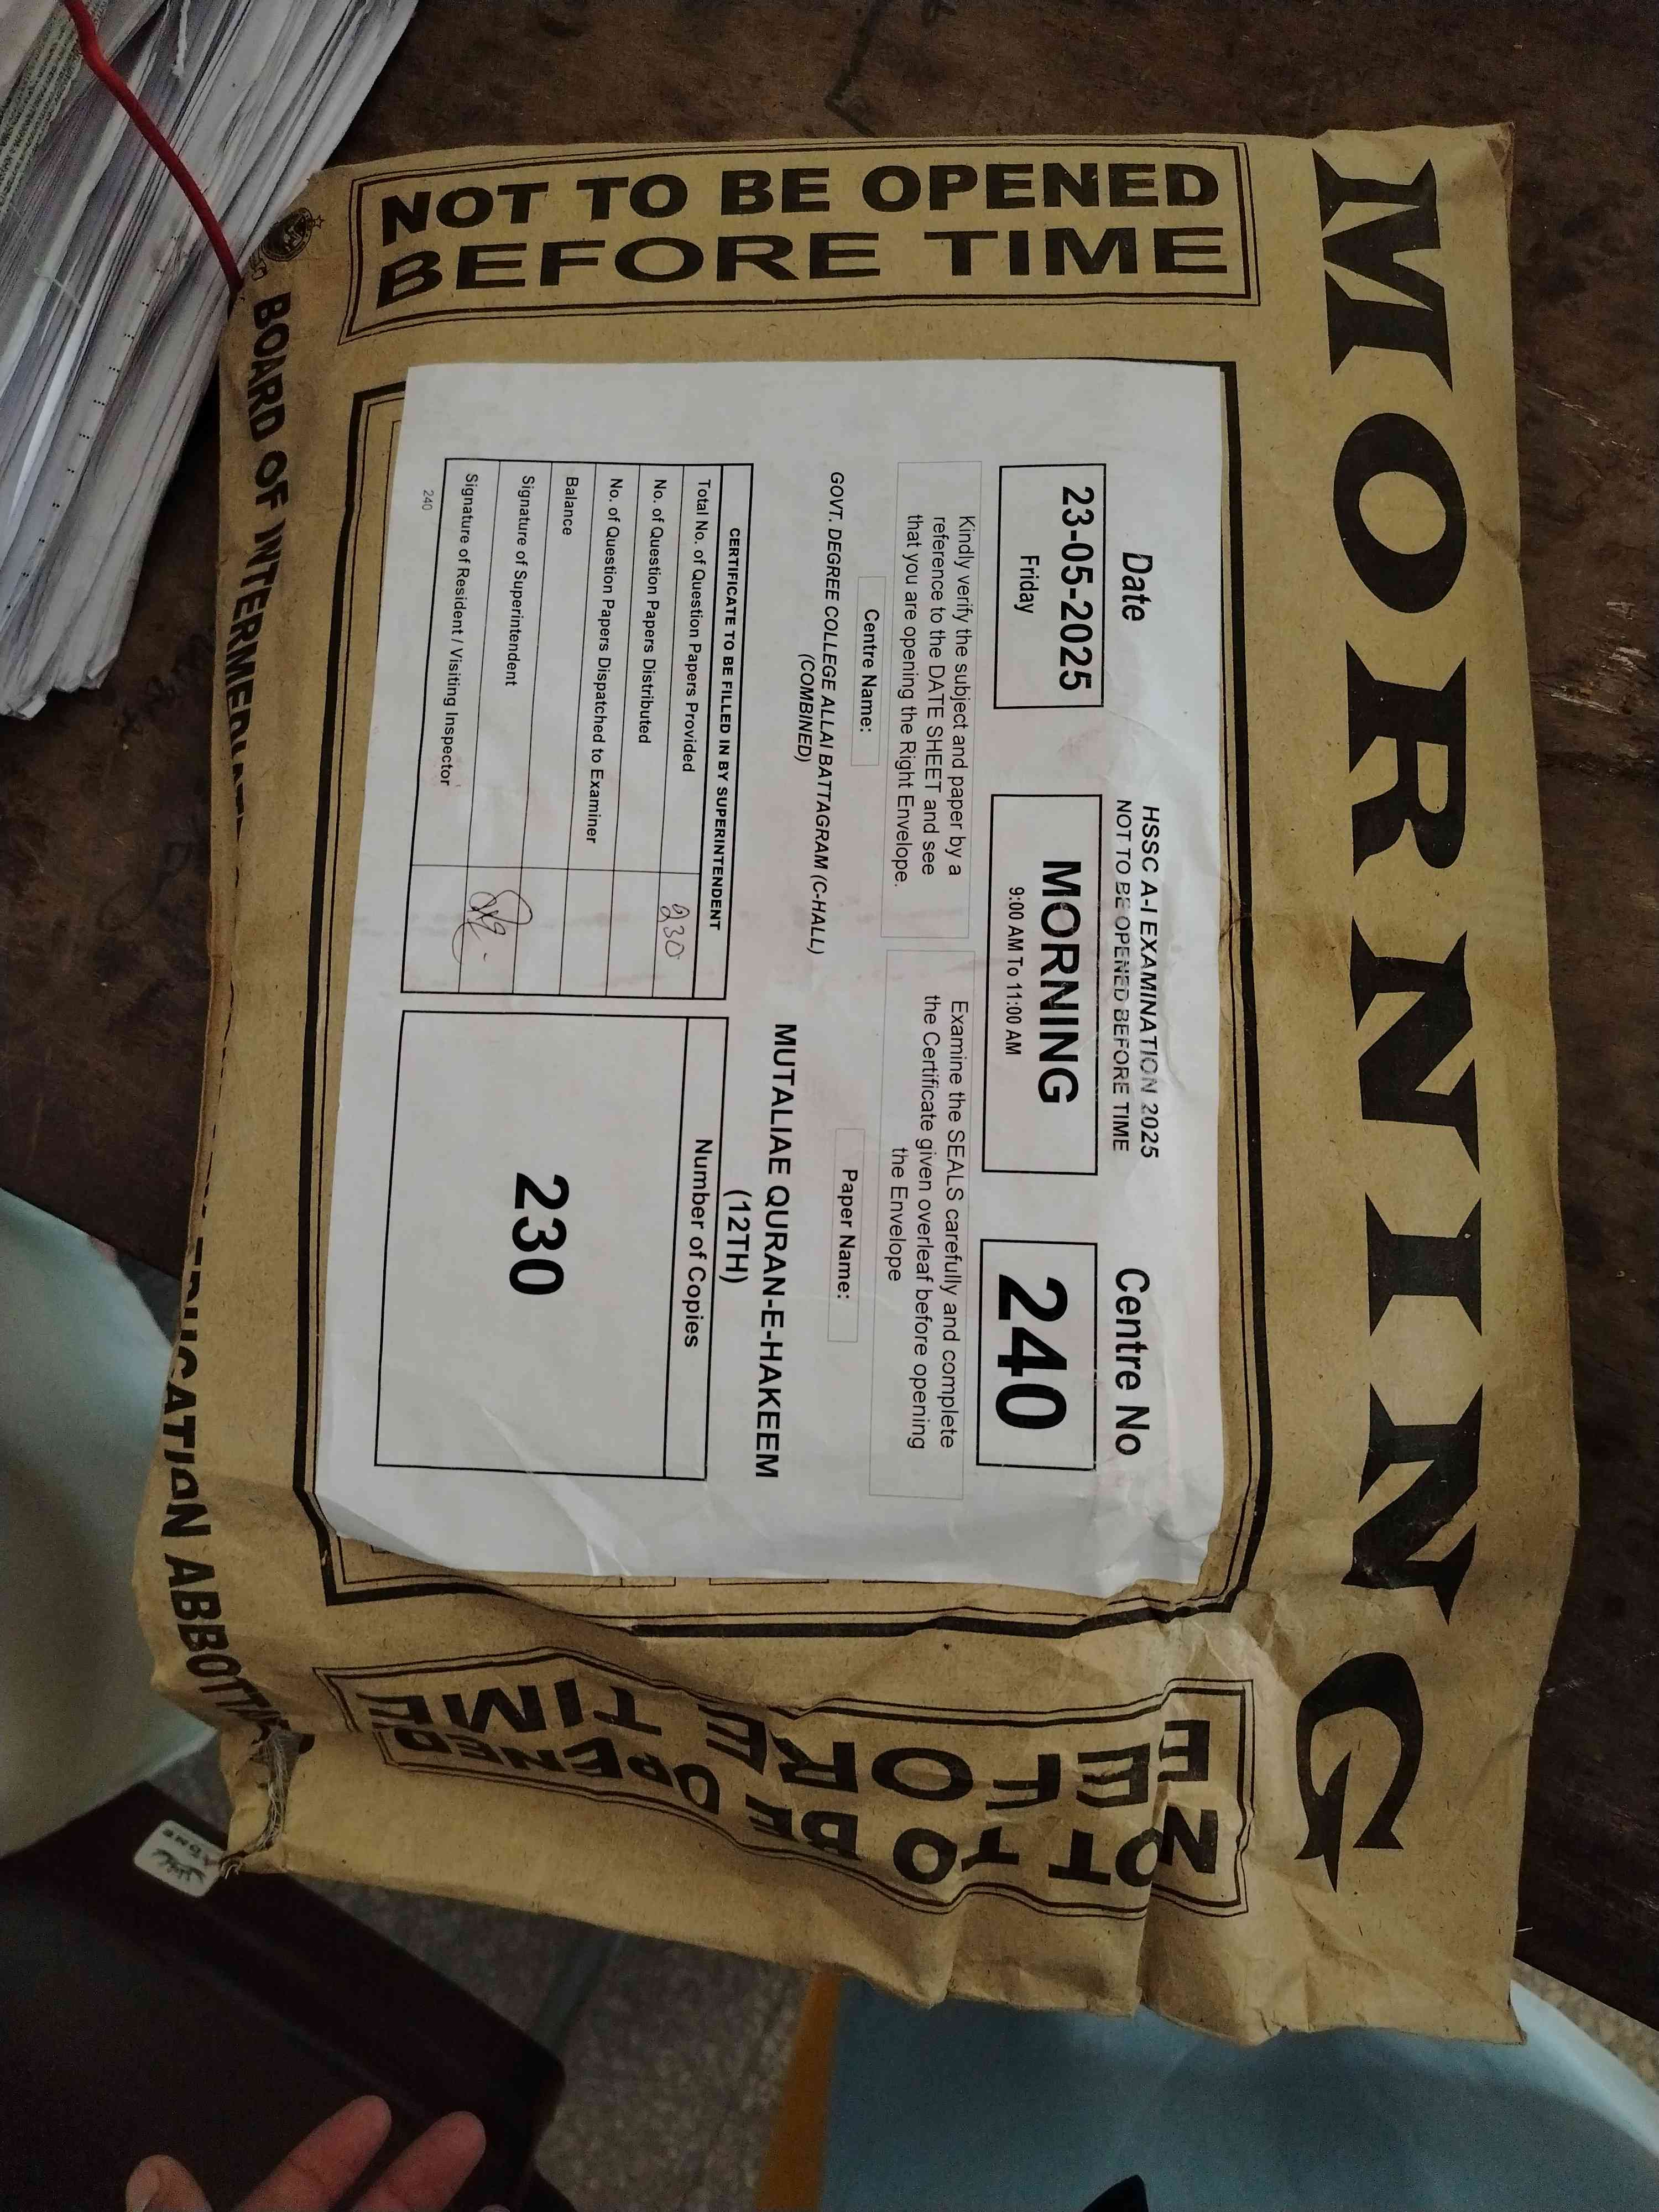 MORNING
Date
HSSC A-I EXAMINATION 2025
NOT TO BE OPENED BEFORE TIME
Centre No
23-05-2025
Friday
MORNING
9:00 AM To 11:00 AM
240
Kindly verify the subject and paper by a
reference to the DATE SHEET and see
that you are opening the Right Envelope.
Examine the SEALS carefully and complete
the Certificate given overleaf before opening
the Envelope
Centre Name:
GOVT. DEGREE COLLEGE ALLAI BATTAGRAM (C-HALL)
(COMBINED)
Paper Name:
MUTALIAE QURAN-E-HAKEEM
(12TH)
CERTIFICATE TO BE FILLED IN BY SUPERINTENDENT
Total No. of Question Papers Provided
230
No. of Question Papers Distributed
No. of Question Papers Dispatched to Examiner
Balance
Signature of Superintendent
Signature of Resident / Visiting Inspector
240
Number of Copies
230
NOT TO BE OPENED
BEFORE TIME
NOT TO BE OPENED
BEFORE TIME
BOARD OF INTERMEDIATE
EDUCATION ABBOTT